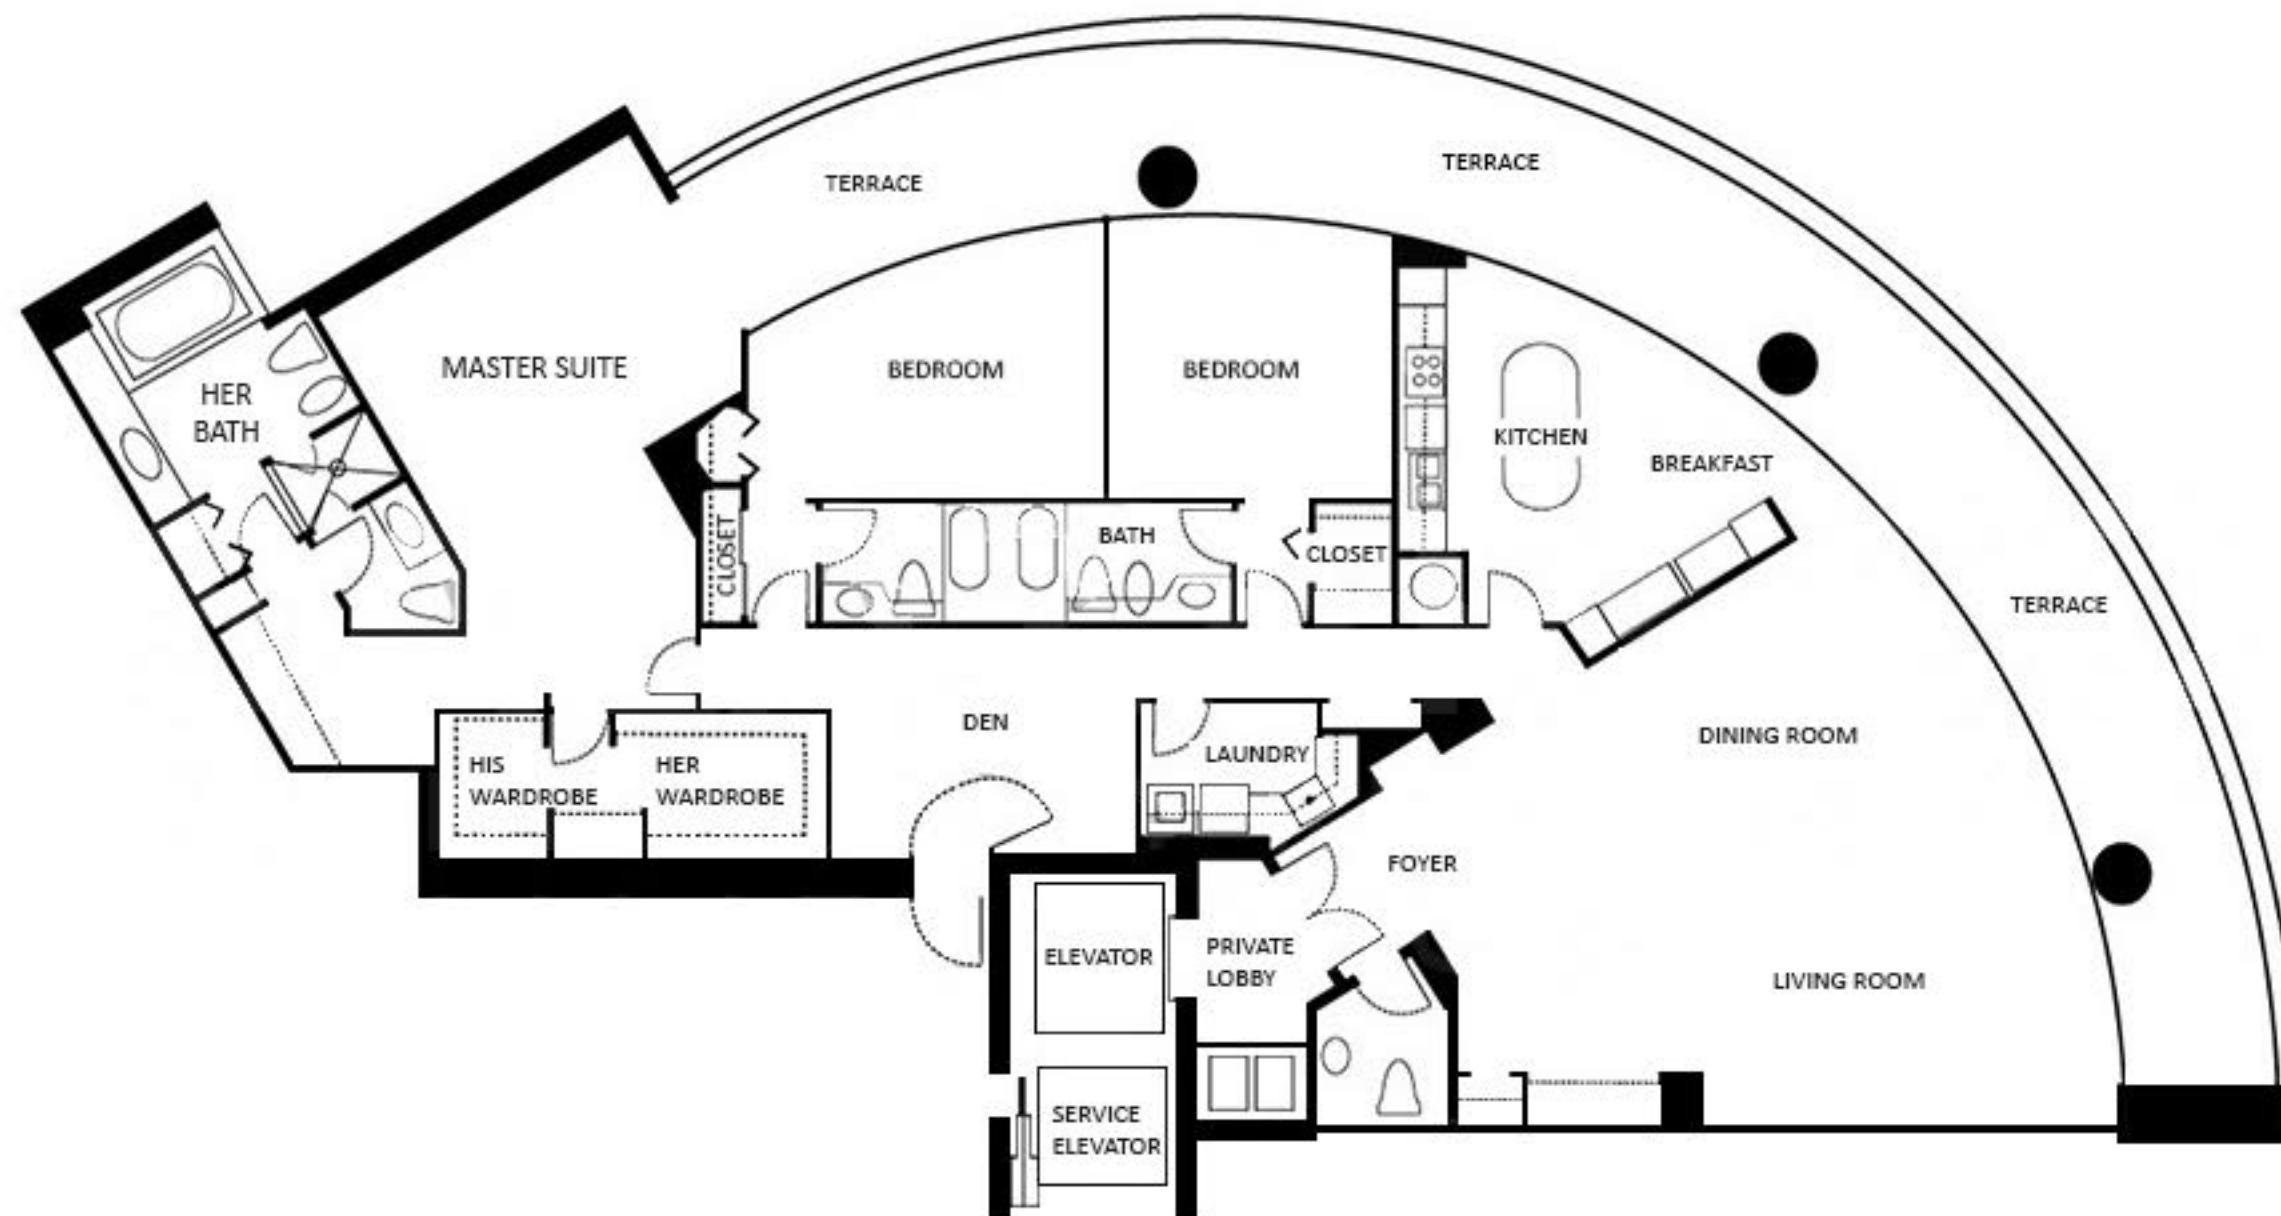 TERRACE
TERRACE
MASTER SUITE
BEDROOM
BEDROOM
HER
BATH
KITCHEN
BREAKFAST
CLOSET
BATH
CLOSET
TERRACE
DEN
DINING ROOM
LAUNDRY
HIS
WARDROBE
HER
WARDROBE
FOYER
ELEVATOR
PRIVATE
LOBBY
LIVING ROOM
SERVICE
ELEVATOR